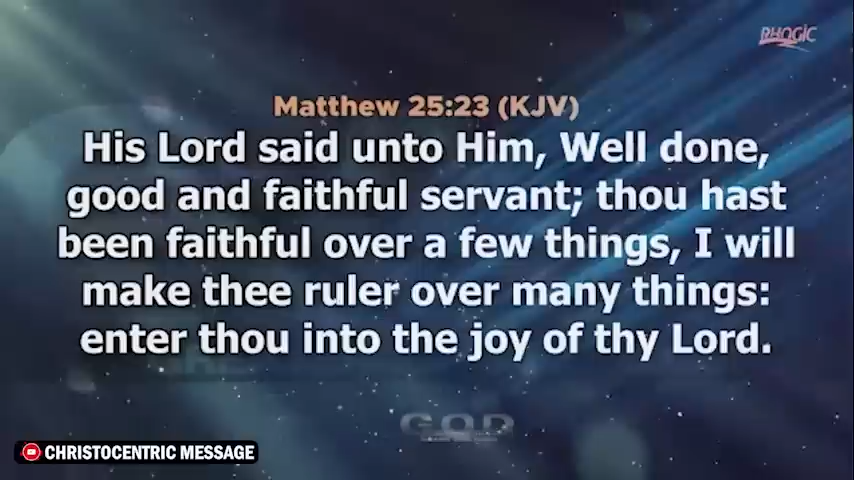 RHOGIC
Matthew 25:23 (KJV)
His Lord said unto Him, Well done,
good and faithful servant; thou hast
been faithful over a few things, I will
make thee ruler over many things:
enter thou into the joy of thy Lord.
GOD
CHRISTOCENTRIC MESSAGE